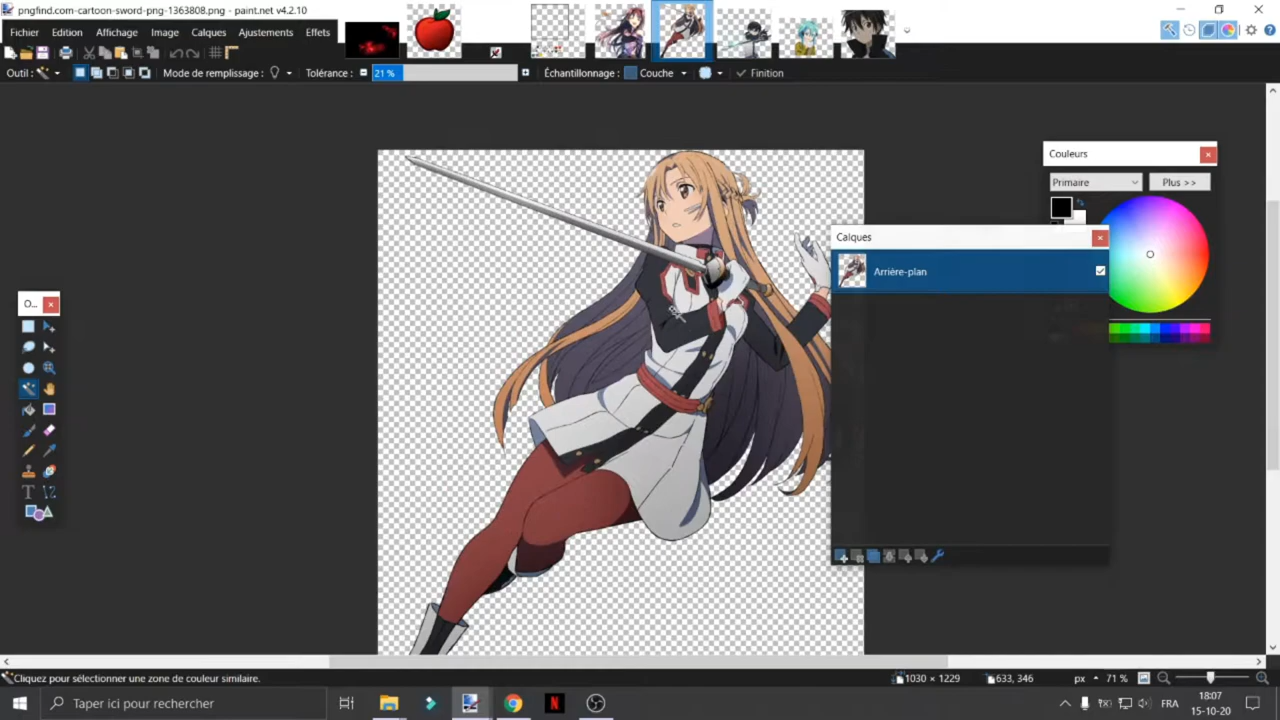 pngfind.com-cartoon-sword-png-1363808.png - paint.net v4.2.10
Fichier Edition Affichage Image Calques Ajustements Effets
Outil : Mode de remplissage : Tolérance : 21 % Échantillonnage : Couche Finition
Couleurs
Primaire Plus >>
Calques
Arrière-plan
O...
Cliquez pour sélectionner une zone de couleur similaire. 1030 × 1229 633, 346 px 71 %
Taper ici pour rechercher FRA 18:07
15-10-20